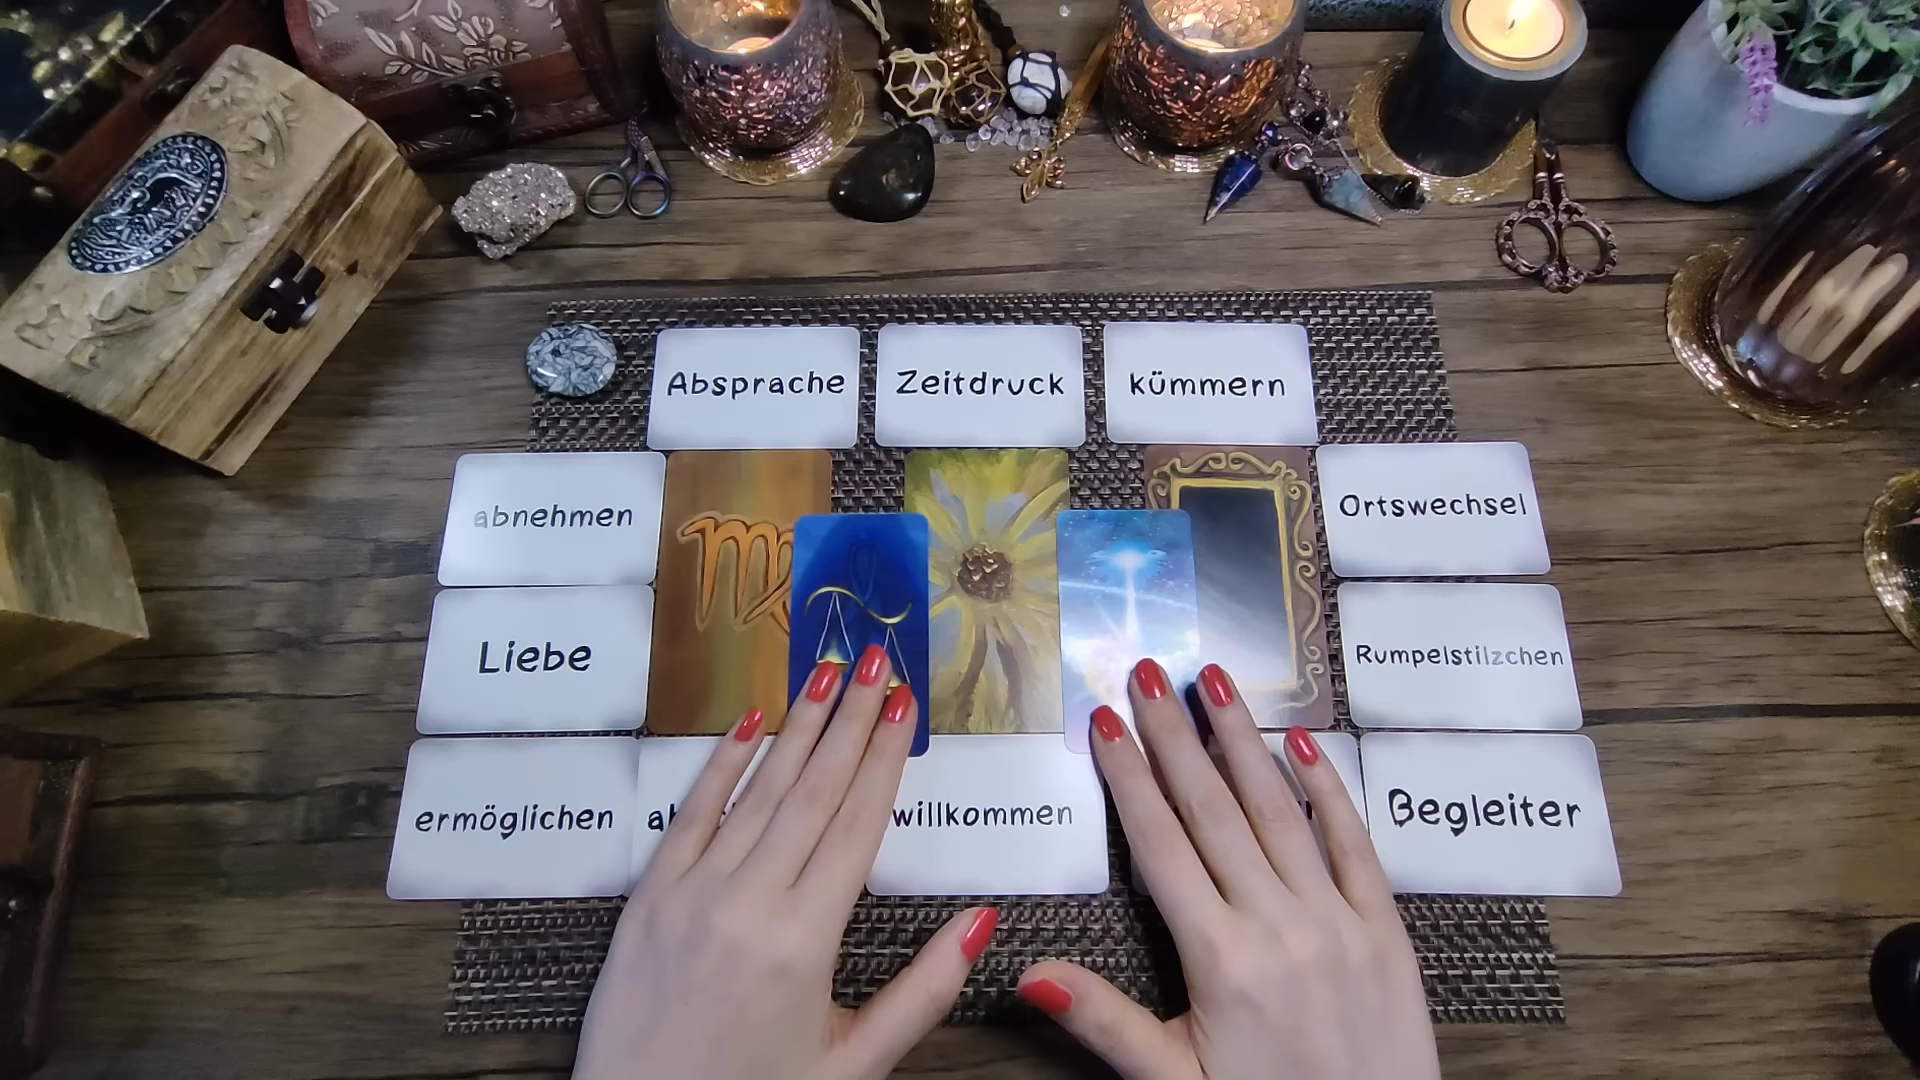 Absprache
Zeitdruck
kümmern
abnehmen
Ortswechsel
Liebe
Rumpelstilzchen
ermöglichen
willkommen
Begleiter